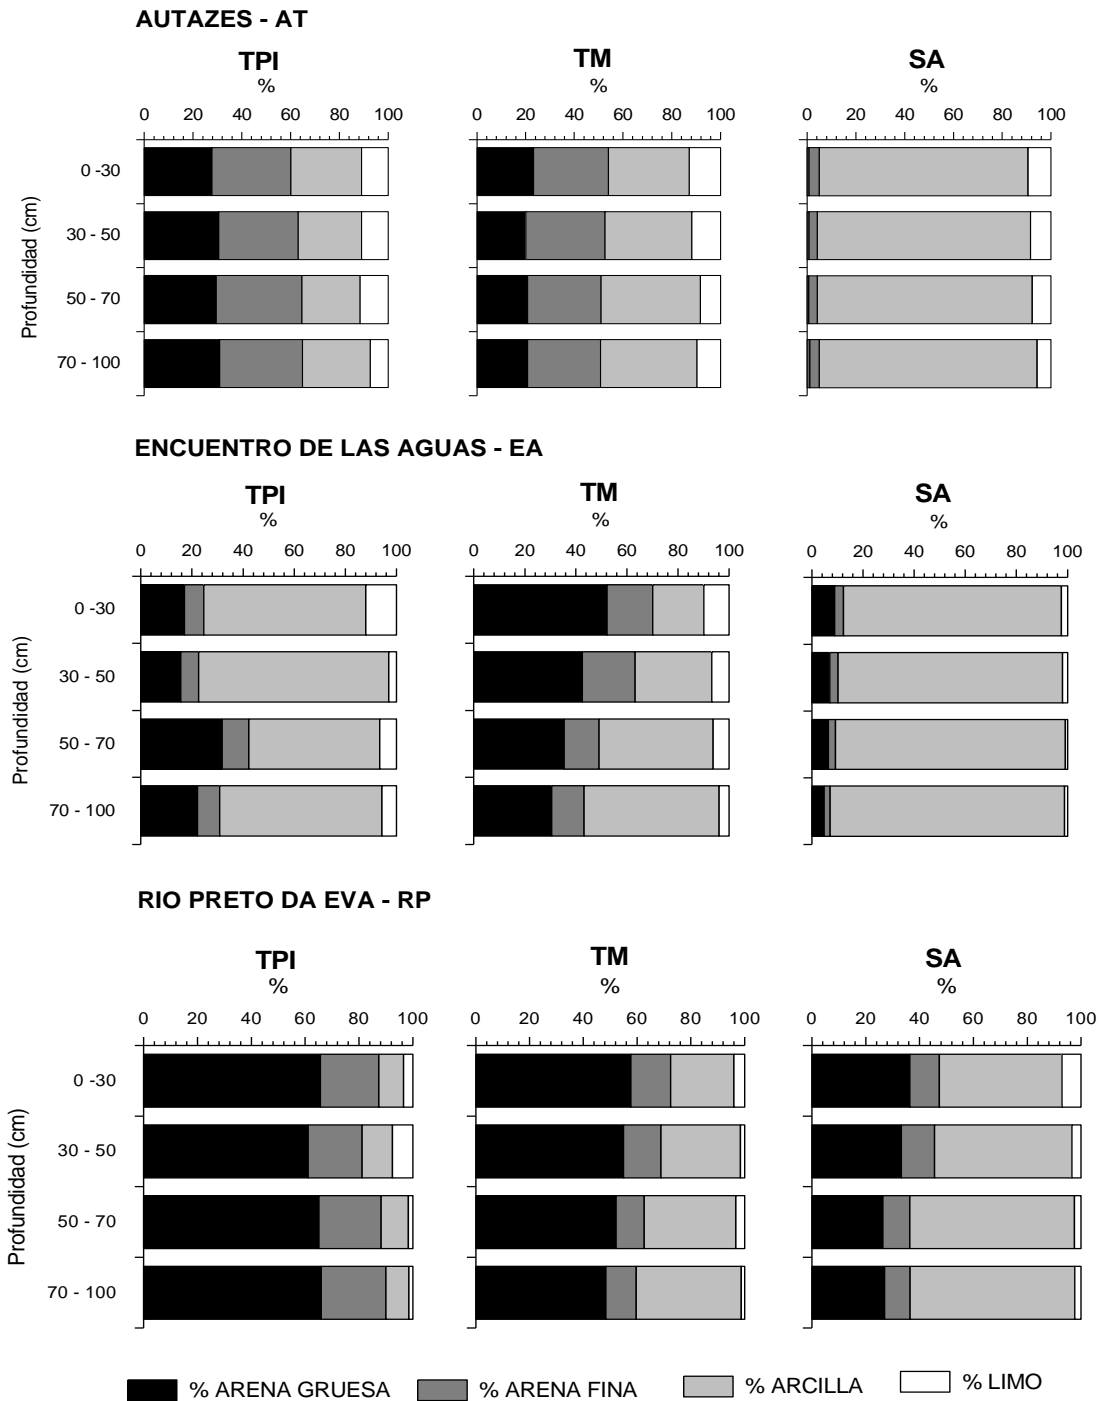 AUTAZES - AT
TPI TM SA
% % %
0 20 40 60 80 100 0 20 40 60 80 100 0 20 40 60 80 100
Profundidad (cm)
0 -30
30 - 50
50 - 70
70 - 100
ENCUENTRO DE LAS AGUAS - EA
TPI TM SA
% % %
0 20 40 60 80 100 0 20 40 60 80 100 0 20 40 60 80 100
Profundidad (cm)
0 -30
30 - 50
50 - 70
70 - 100
RIO PRETO DA EVA - RP
TPI TM SA
% % %
0 20 40 60 80 100 0 20 40 60 80 100 0 20 40 60 80 100
Profundidad (cm)
0 -30
30 - 50
50 - 70
70 - 100
% ARENA GRUESA % ARENA FINA % ARCILLA % LIMO